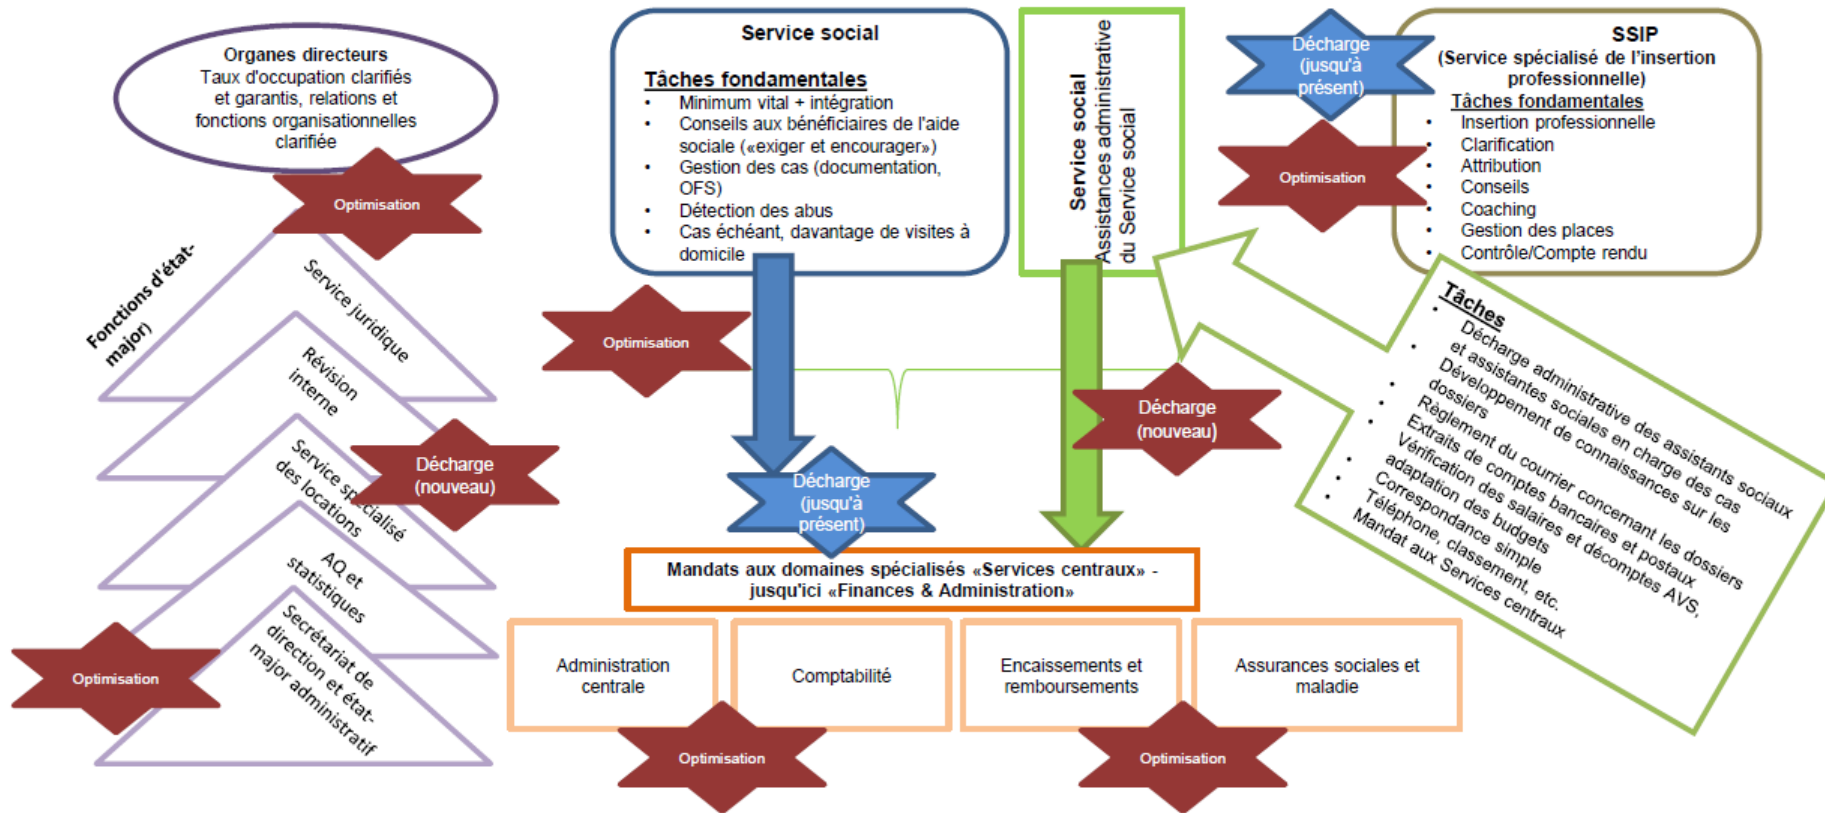 Organes directeurs
Taux d'occupation clarifiés
et garantis, relations et
fonctions organisationnelles
clarifiée
Optimisation
Fonctions d'état-
major)
Service juridique
Révision
interne
Service spécialisé
des locations
Décharge
(nouveau)
AQ et
statistiques
Secrétariat de
direction et état-
major administratif
Optimisation
Service social
Tâches fondamentales
• Minimum vital + intégration
• Conseils aux bénéficiaires de l'aide
sociale («exiger et encourager»)
• Gestion des cas (documentation,
OFS)
• Détection des abus
• Cas échéant, davantage de visites à
domicile
Optimisation
Décharge
(jusqu'à
présent)
Service social
Assistances administrative
du Service social
Décharge
(nouveau)
Décharge
(jusqu'à
présent)
Optimisation
SSIP
(Service spécialisé de l'insertion
professionnelle)
Tâches fondamentales
• Insertion professionnelle
• Clarification
• Attribution
• Conseils
• Coaching
• Gestion des places
• Contrôle/Compte rendu
Tâches
• Décharge administrative des assistants sociaux
et assistantes sociales en charge des cas
• Développement de connaissances sur les
dossiers
• Règlement du courrier concernant les dossiers
• Extraits de comptes bancaires et postaux
• Vérification des salaires et décomptes AVS,
adaptation des budgets
• Correspondance simple
• Téléphone, classement, etc.
• Mandat aux Services centraux
Mandats aux domaines spécialisés «Services centraux» -
jusqu'ici «Finances & Administration»
Administration
centrale
Comptabilité
Encaissements et
remboursements
Assurances sociales et
maladie
Optimisation
Optimisation